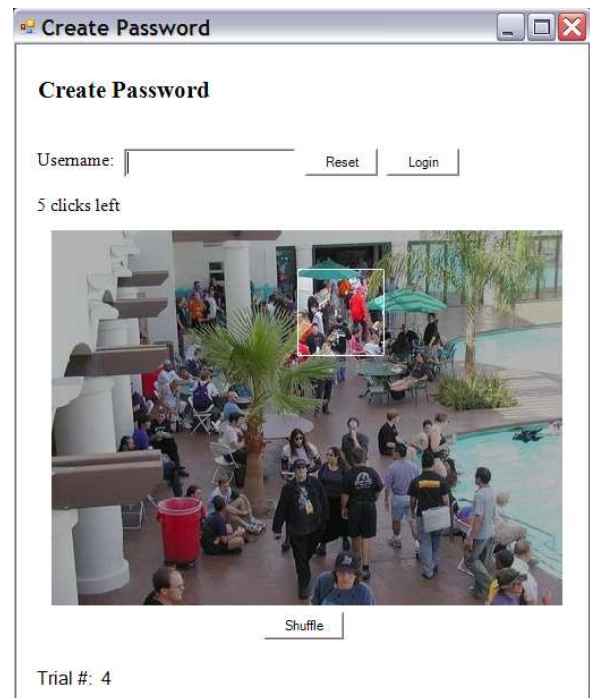 Create Password
Create Password
Username: Reset Login
5 clicks left
Shuffle
Trial #: 4